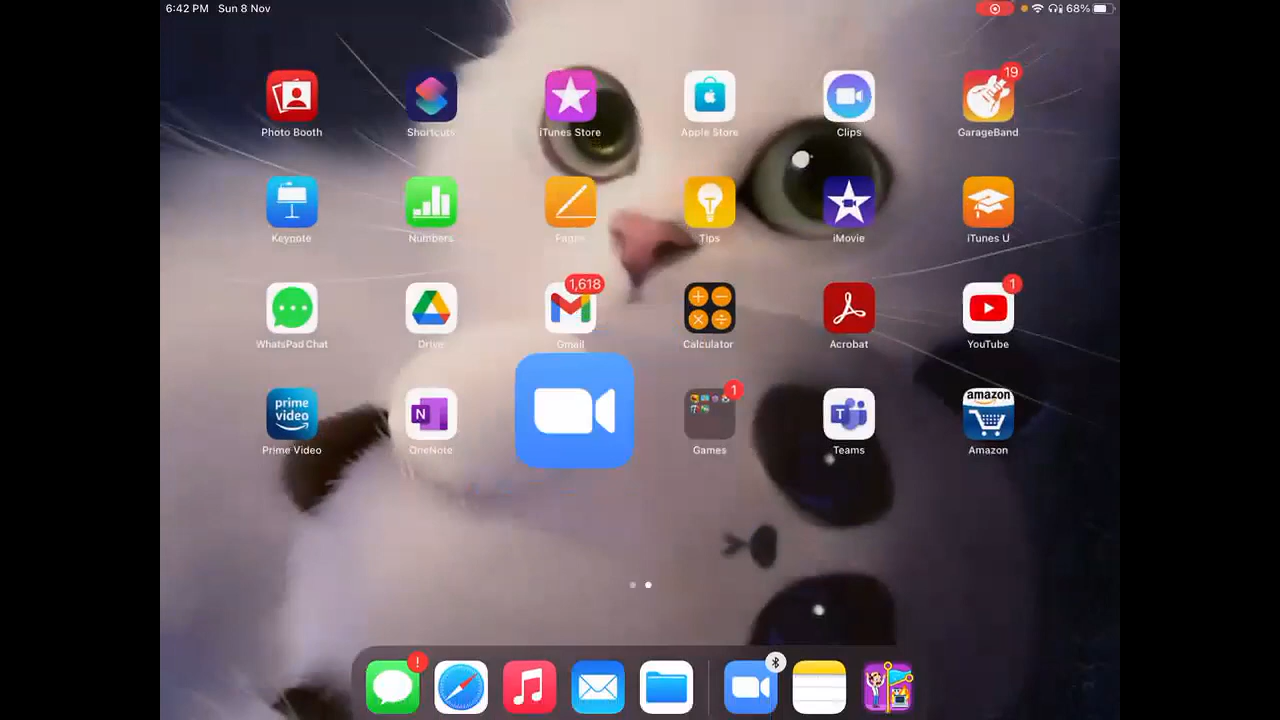 6:42 PM Sun 8 Nov 68%
19
Photo Booth Shortcuts iTunes Store Apple Store Clips GarageBand
Keynote Numbers Pages Tips iMovie iTunes U
1,618 1
WhatsPad Chat Drive Gmail Calculator Acrobat YouTube
1
prime video N T amazon
Prime Video OneNote Games Teams Amazon
!